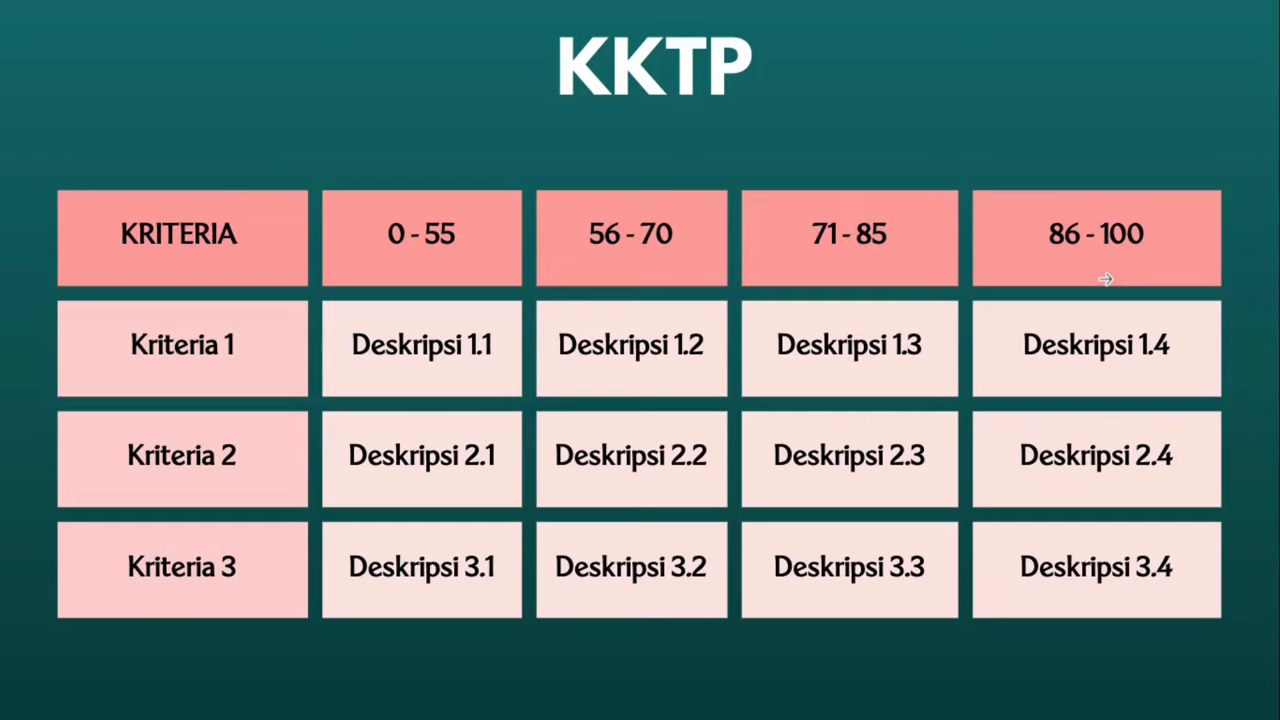 KKTP
KRITERIA 0 - 55 56 - 70 71 - 85 86 - 100
Kriteria 1 Deskripsi 1.1 Deskripsi 1.2 Deskripsi 1.3 Deskripsi 1.4
Kriteria 2 Deskripsi 2.1 Deskripsi 2.2 Deskripsi 2.3 Deskripsi 2.4
Kriteria 3 Deskripsi 3.1 Deskripsi 3.2 Deskripsi 3.3 Deskripsi 3.4